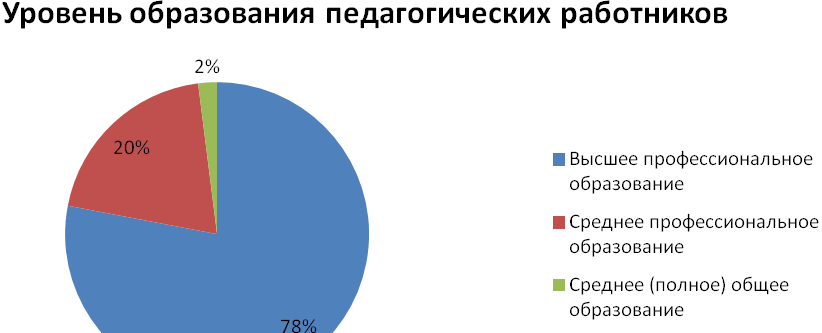 Уровень образования педагогических работников
2%
20%
78%
Высшее профессиональное
образование
Среднее профессиональное
образование
Среднее (полное) общее
образование